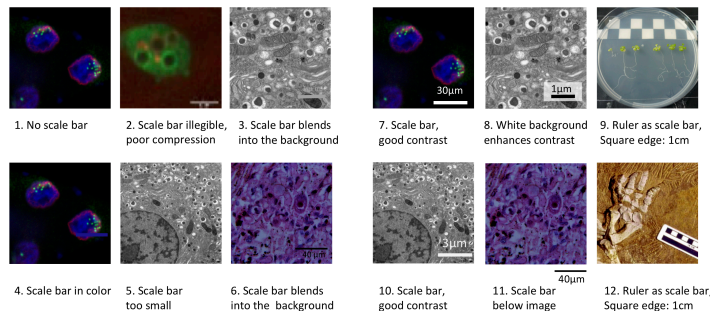 1. No scale bar
2. Scale bar illegible,
poor compression
3. Scale bar blends
into the background
30μm
7. Scale bar,
good contrast
1μm
8. White background
enhances contrast
9. Ruler as scale bar,
Square edge: 1cm
4. Scale bar in color
5. Scale bar
too small
40 μm
6. Scale bar blends
into the background
3μm
10. Scale bar,
good contrast
40μm
11. Scale bar
below image
12. Ruler as scale bar,
Square edge: 1cm